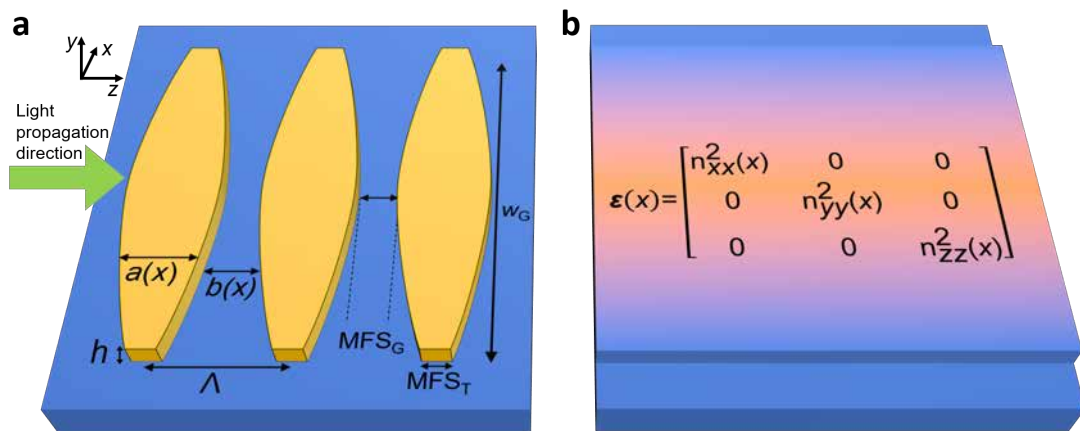 a
y
x
z
Light
propagation
direction
a(x)
b(x)
w_G
h
Λ
MFS_G
MFS_T
b
ε(x)= [ n²xx(x) 0 0
0 n²yy(x) 0
0 0 n²zz(x) ]